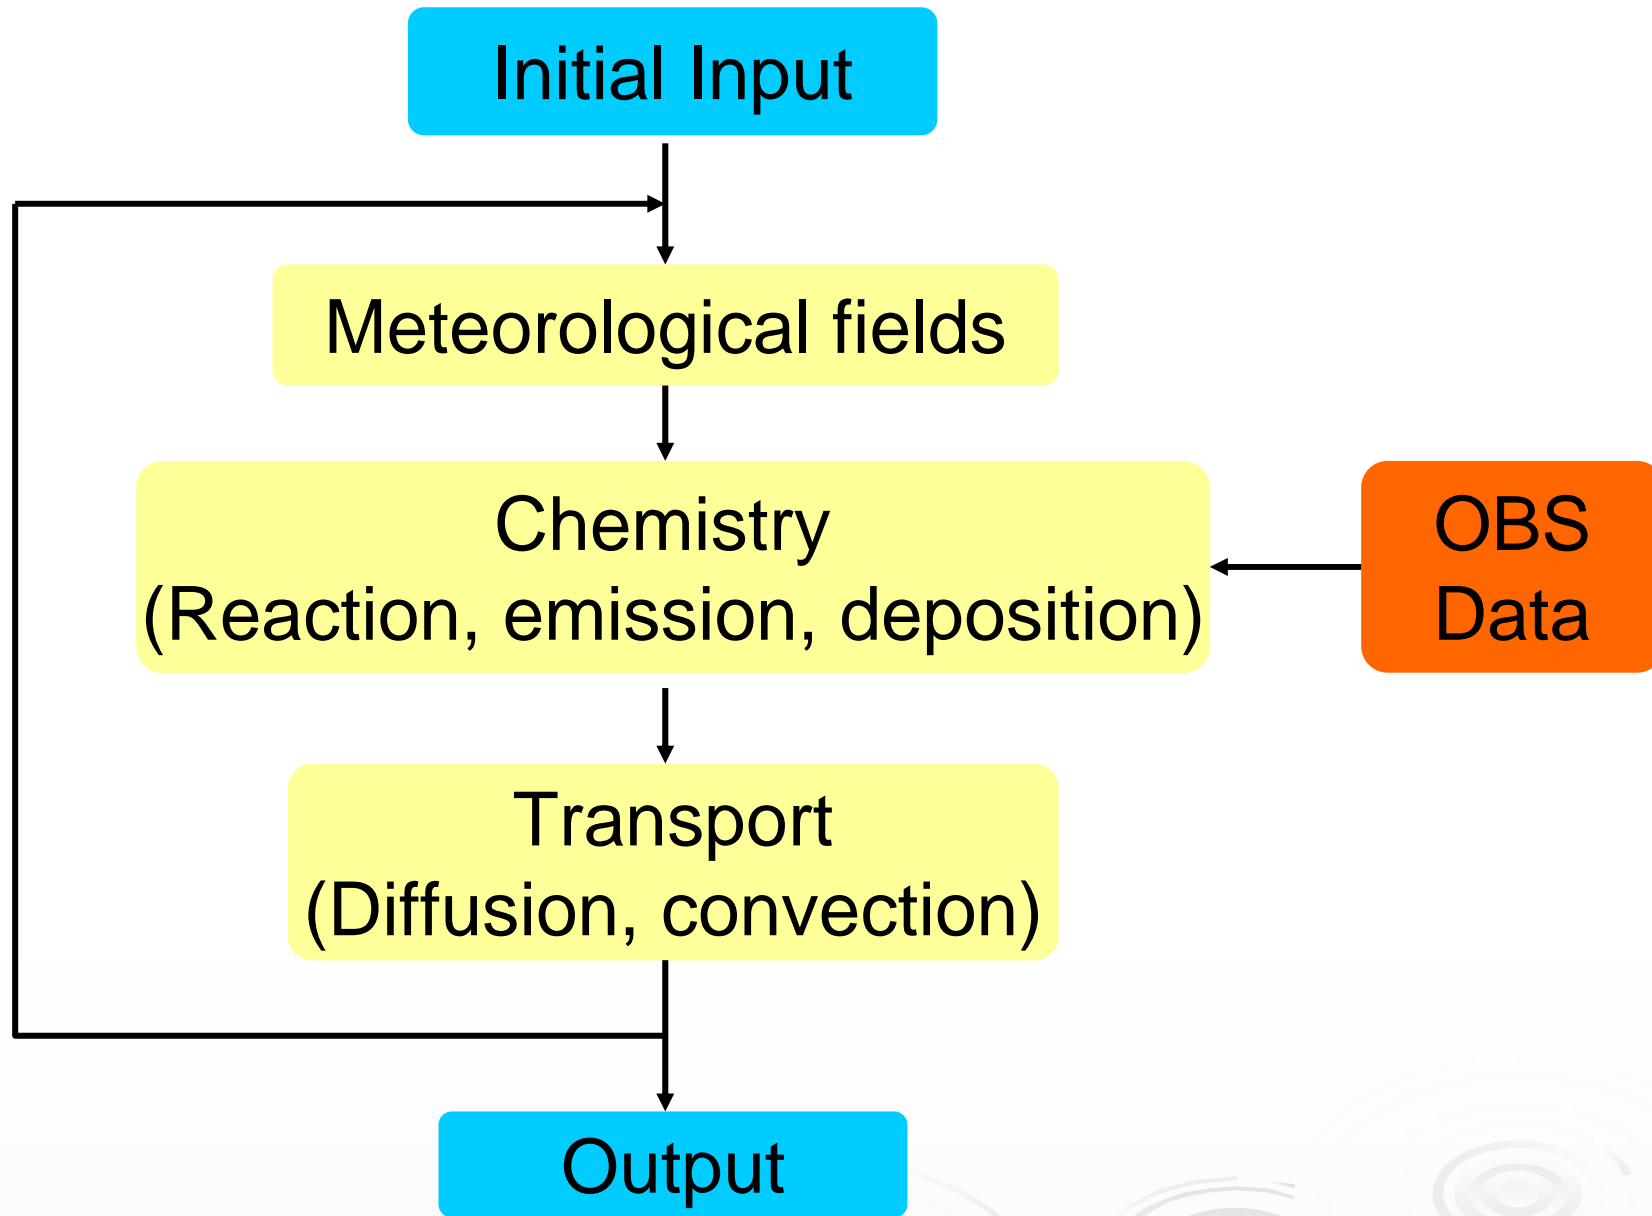 Initial Input
Meteorological fields
Chemistry
(Reaction, emission, deposition)
OBS
Data
Transport
(Diffusion, convection)
Output